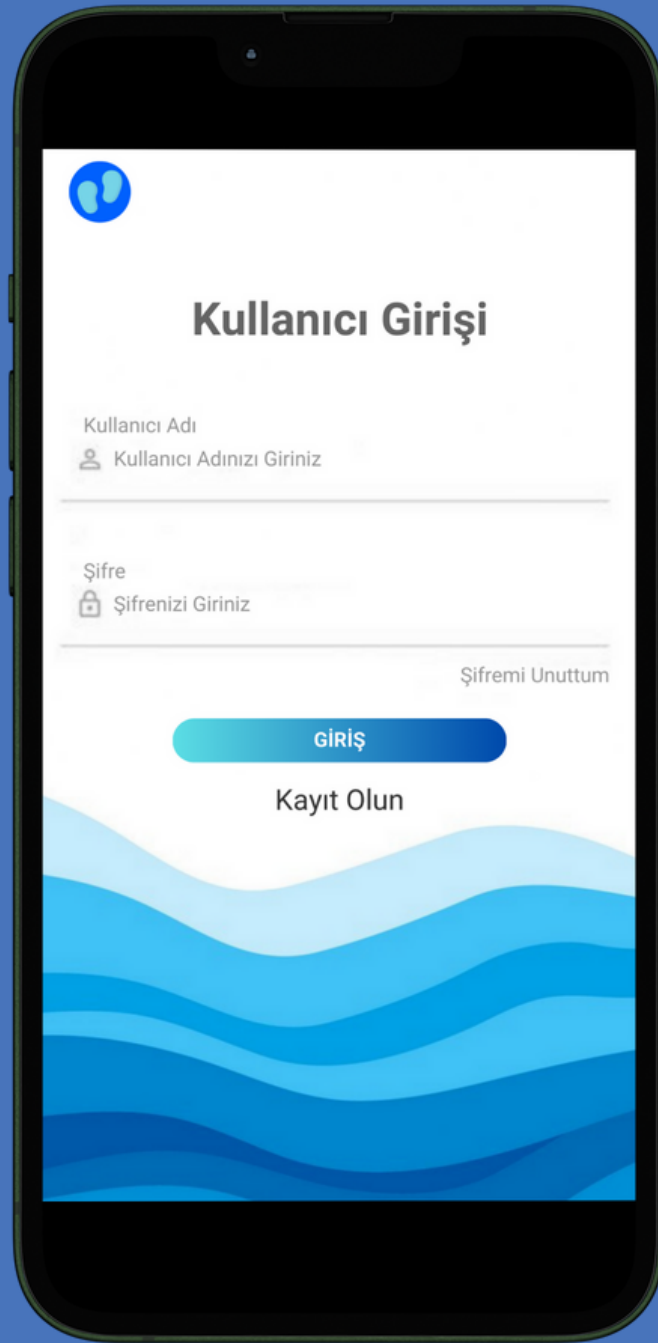 Kullanıcı Girişi
Kullanıcı Adı
Kullanıcı Adınızı Giriniz
Şifre
Şifrenizi Giriniz
Şifremi Unuttum
GİRİŞ
Kayıt Olun